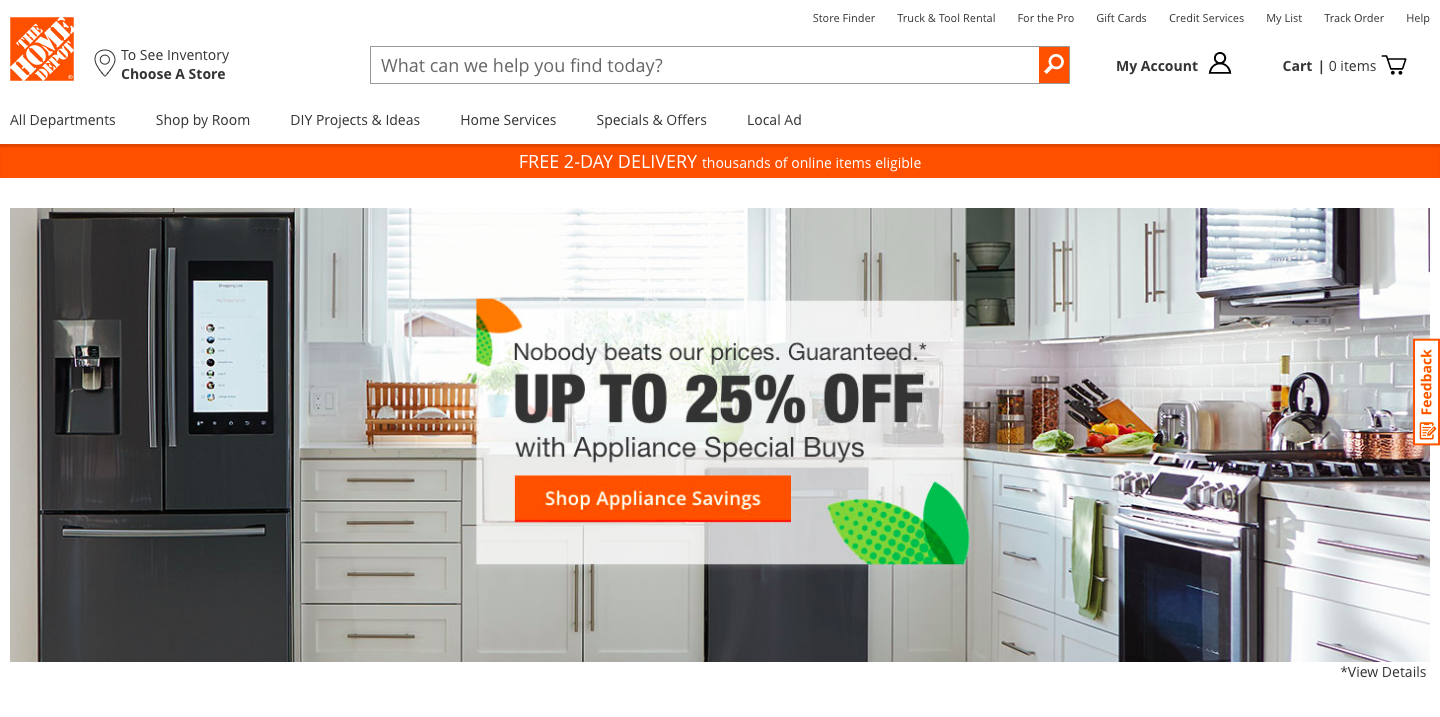 Store Finder Truck & Tool Rental For the Pro Gift Cards Credit Services My List Track Order Help
THE
HOME
DEPOT
To See Inventory
Choose A Store
What can we help you find today?
My Account
Cart | 0 items
All Departments Shop by Room DIY Projects & Ideas Home Services Specials & Offers Local Ad
FREE 2-DAY DELIVERY thousands of online items eligible
Shopping List
Nobody beats our prices. Guaranteed.*
UP TO 25% OFF
with Appliance Special Buys
Shop Appliance Savings
Feedback
*View Details